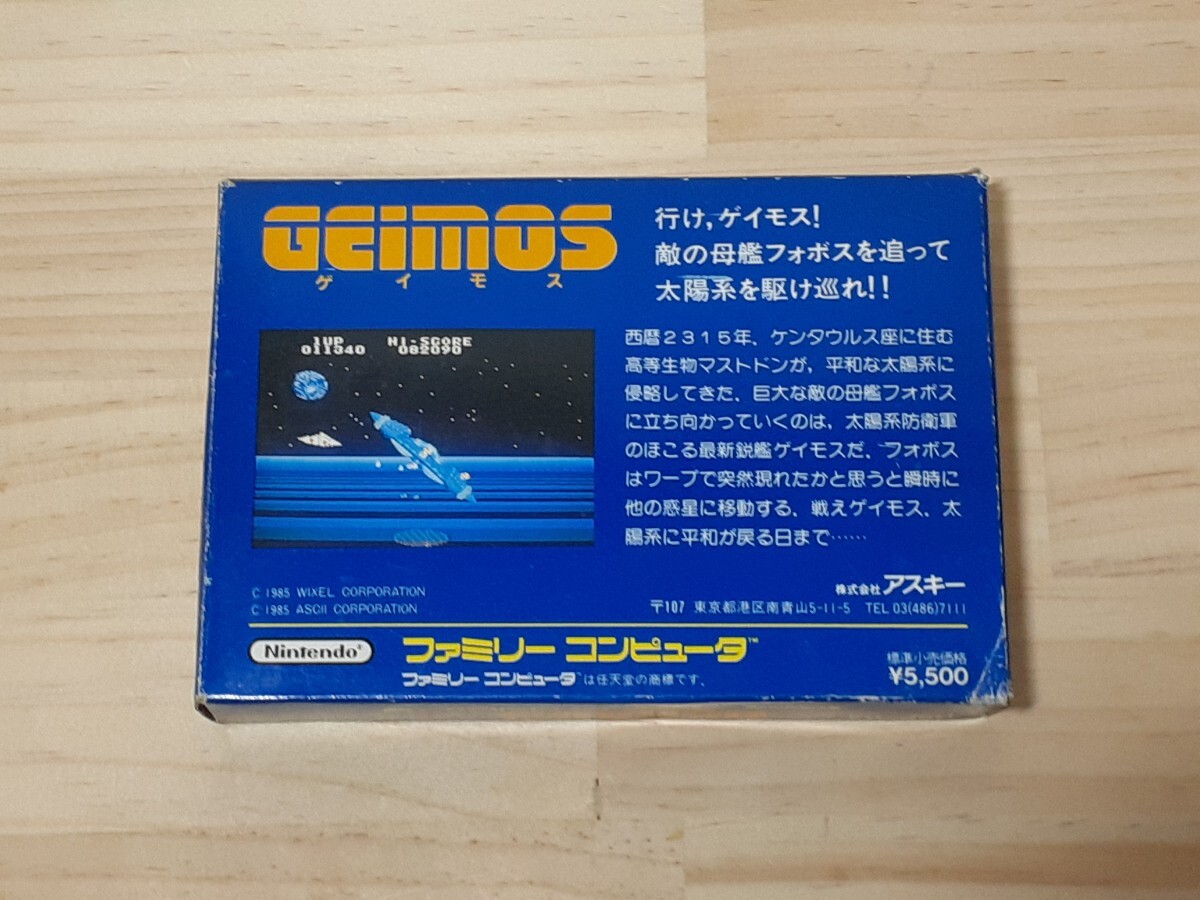 GEIMOS
ゲイモス
行け,ゲイモス!
敵の母艦フォボスを追って
太陽系を駆け巡れ!!
1UP HI-SCORE
011340 082090
西暦2315年、ケンタウルス座に住む
高等生物マストドンが、平和な太陽系に
侵略してきた、巨大な敵の母艦フォボス
に立ち向かっていくのは、太陽系防衛軍
のほこる最新鋭艦ゲイモスだ、フォボス
はワープで突然現れたかと思うと瞬時に
他の惑星に移動する、戦えゲイモス、太
陽系に平和が戻る日まで……
C 1985 WIXEL CORPORATION
C 1985 ASCII CORPORATION
株式会社アスキー
〒107 東京都港区南青山5-11-5 TEL 03(486)7111
Nintendo®
ファミリー コンピュータ™
ファミリー コンピュータ™は任天堂の商標です。
標準小売価格
¥5,500